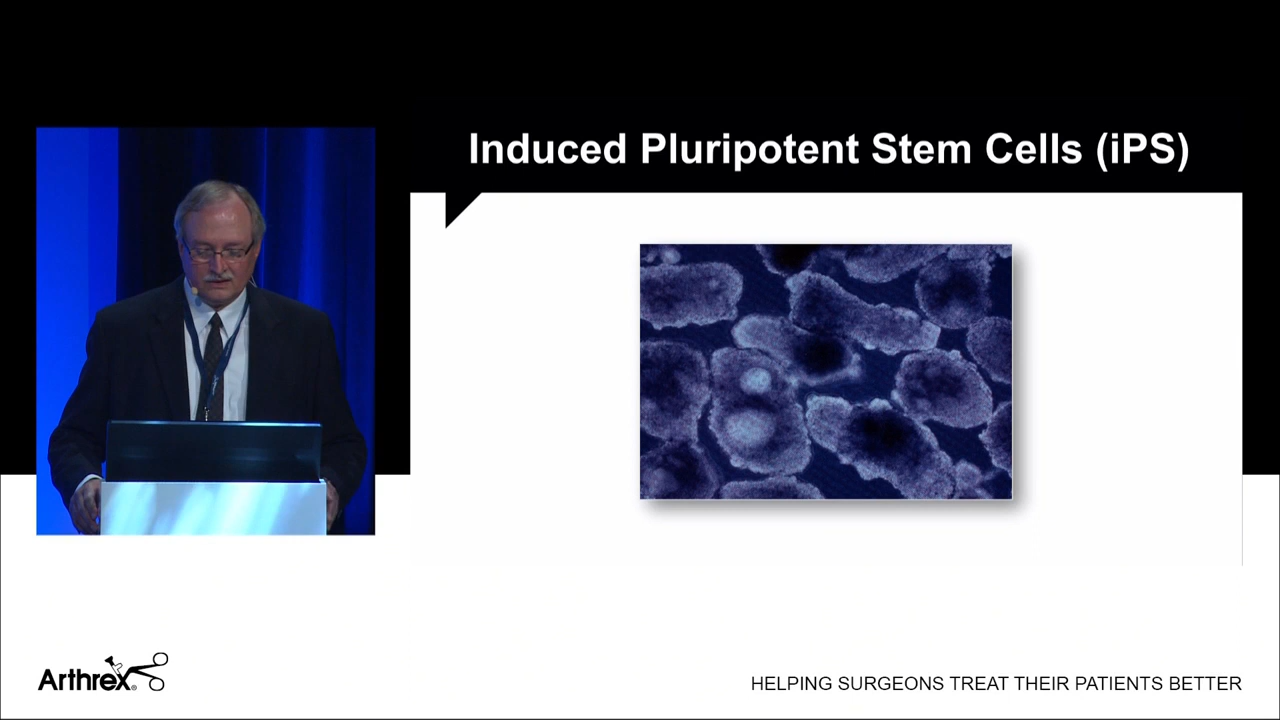 Induced Pluripotent Stem Cells (iPS)
Arthrex®
HELPING SURGEONS TREAT THEIR PATIENTS BETTER